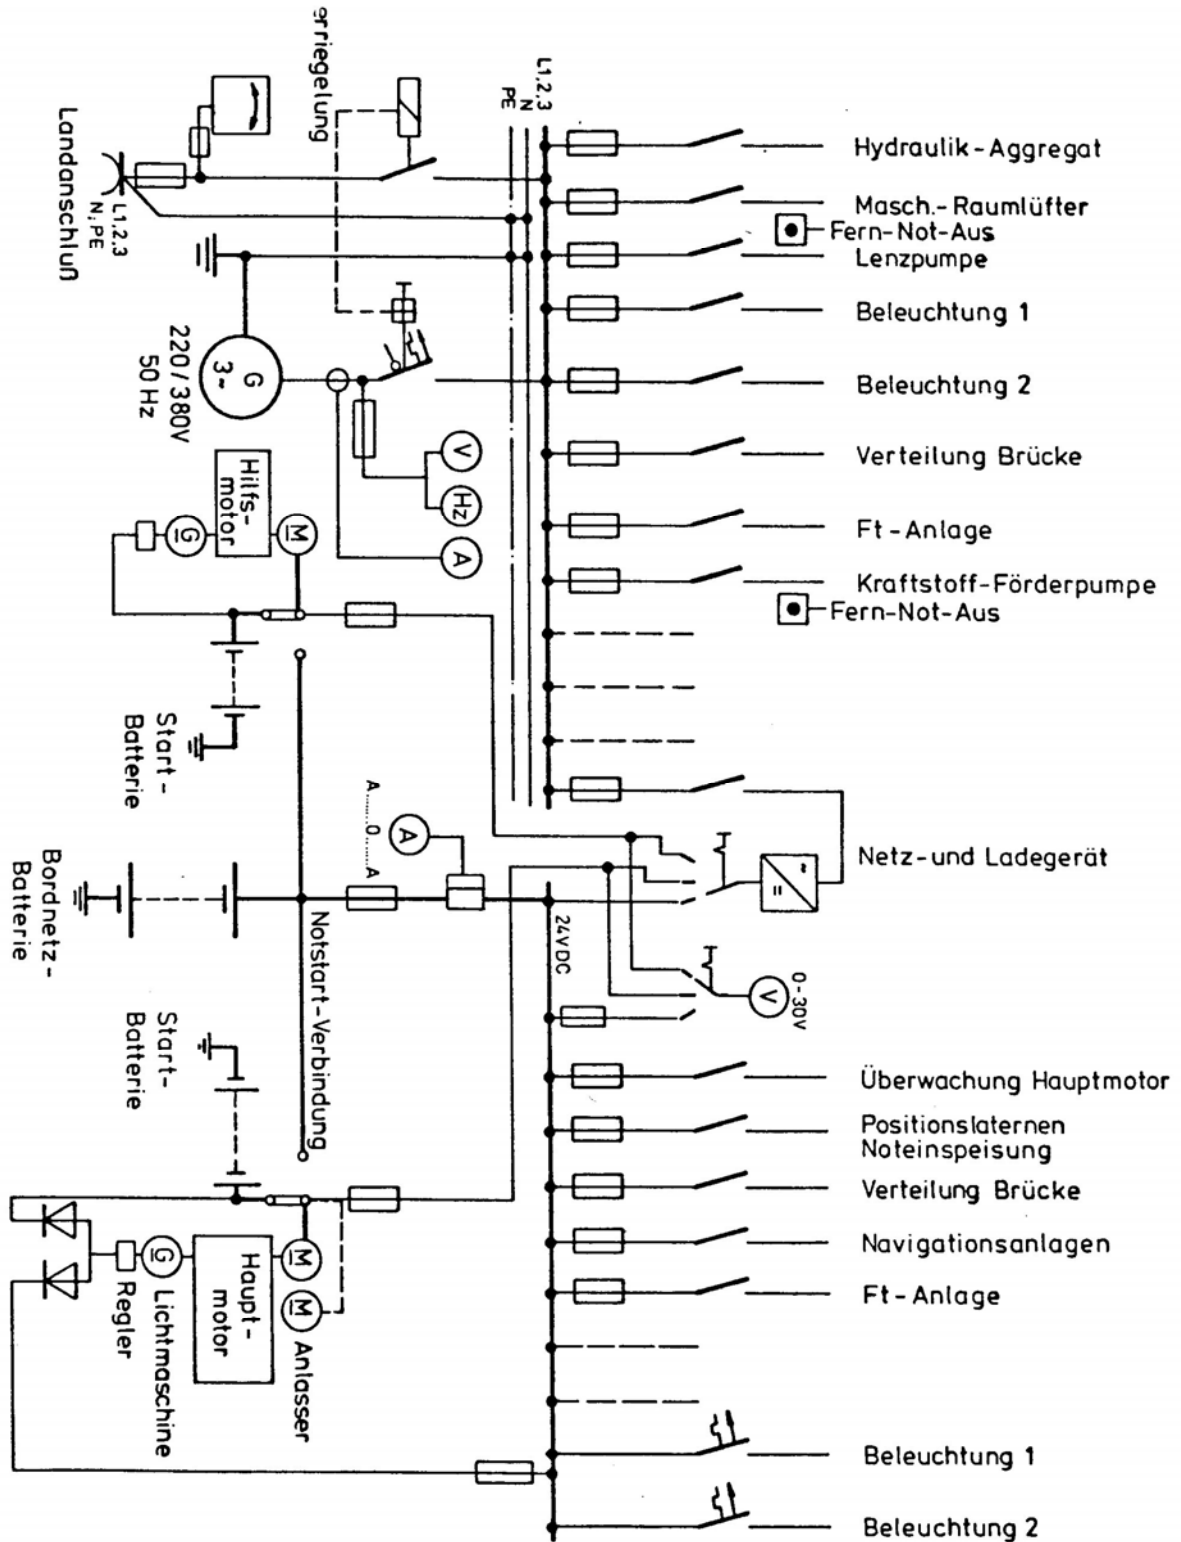 erriegelung
Landanschluß
L1,2,3
N; PE
L1,2,3
N
PE
Hydraulik-Aggregat
Masch.-Raumlüfter
Fern-Not-Aus
Lenzpumpe
Beleuchtung 1
Beleuchtung 2
Verteilung Brücke
Ft-Anlage
Kraftstoff-Förderpumpe
Fern-Not-Aus
Netz-und Ladegerät
G
3~
220/380V
50 Hz
V
Hz
A
Hilfs-
motor
G
M
Start-
Batterie
A......0......A
A
Bordnetz-
Batterie
Notstart-Verbindung
24V DC
~
=
V
0-30V
Start-
Batterie
Überwachung Hauptmotor
Positionslaternen
Noteinspeisung
Verteilung Brücke
Navigationsanlagen
Ft-Anlage
Beleuchtung 1
Beleuchtung 2
Haupt-
motor
M
M
Anlasser
G
Lichtmaschine
Regler